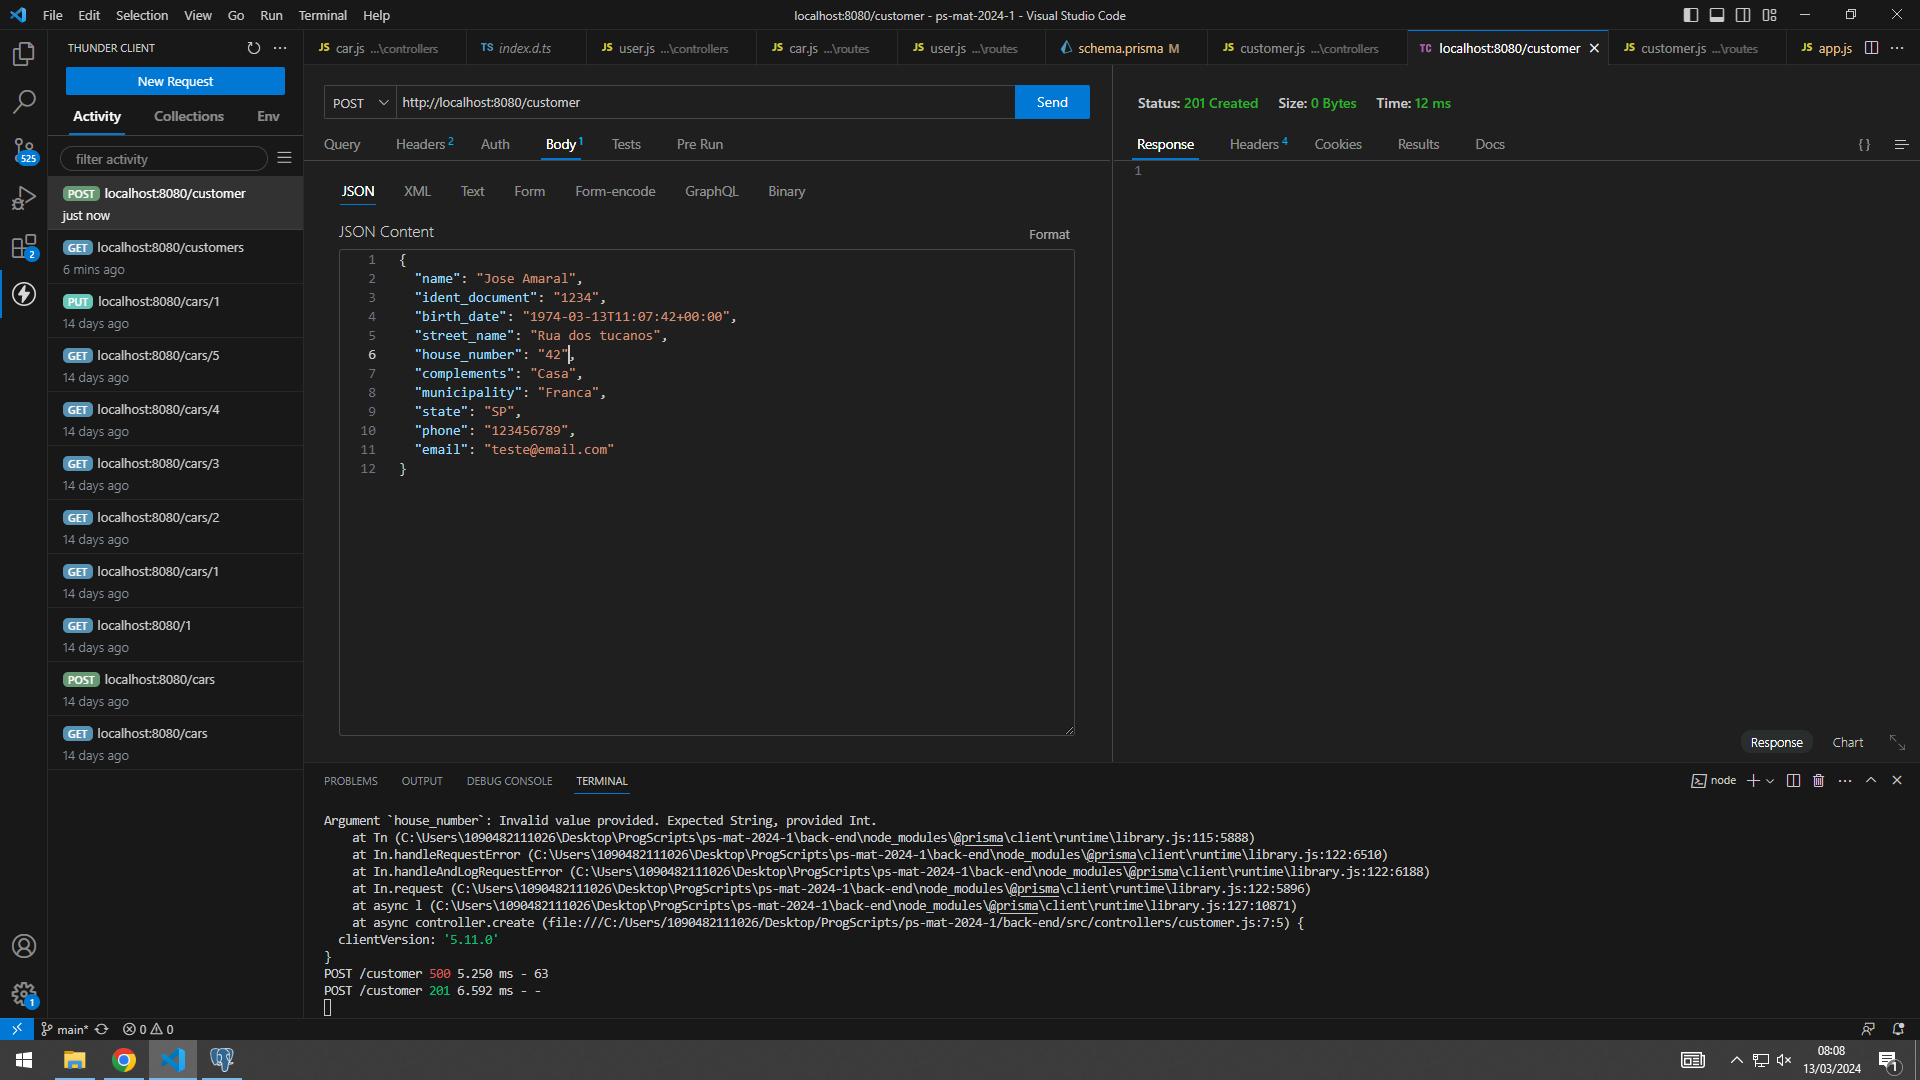 File Edit Selection View Go Run Terminal Help
localhost:8080/customer - ps-mat-2024-1 - Visual Studio Code
THUNDER CLIENT
New Request
Activity Collections Env
filter activity
POST localhost:8080/customer
just now
GET localhost:8080/customers
6 mins ago
PUT localhost:8080/cars/1
14 days ago
GET localhost:8080/cars/5
14 days ago
GET localhost:8080/cars/4
14 days ago
GET localhost:8080/cars/3
14 days ago
GET localhost:8080/cars/2
14 days ago
GET localhost:8080/cars/1
14 days ago
GET localhost:8080/1
14 days ago
POST localhost:8080/cars
14 days ago
GET localhost:8080/cars
14 days ago
525
2
1
JS car.js ...\controllers
TS index.d.ts
JS user.js ...\controllers
JS car.js ...\routes
JS user.js ...\routes
schema.prisma M
JS customer.js ...\controllers
TC localhost:8080/customer
JS customer.js ...\routes
JS app.js
POST http://localhost:8080/customer Send
Query Headers 2 Auth Body 1 Tests Pre Run
JSON XML Text Form Form-encode GraphQL Binary
JSON Content Format
1 {
2 "name": "Jose Amaral",
3 "ident_document": "1234",
4 "birth_date": "1974-03-13T11:07:42+00:00",
5 "street_name": "Rua dos tucanos",
6 "house_number": "42",
7 "complements": "Casa",
8 "municipality": "Franca",
9 "state": "SP",
10 "phone": "123456789",
11 "email": "teste@email.com"
12 }
Status: 201 Created Size: 0 Bytes Time: 12 ms
Response Headers 4 Cookies Results Docs { }
1
Response Chart
PROBLEMS OUTPUT DEBUG CONSOLE TERMINAL
node
Argument `house_number`: Invalid value provided. Expected String, provided Int.
at Tn (C:\Users\1090482111026\Desktop\ProgScripts\ps-mat-2024-1\back-end\node_modules\@prisma\client\runtime\library.js:115:5888)
at In.handleRequestError (C:\Users\1090482111026\Desktop\ProgScripts\ps-mat-2024-1\back-end\node_modules\@prisma\client\runtime\library.js:122:6510)
at In.handleAndLogRequestError (C:\Users\1090482111026\Desktop\ProgScripts\ps-mat-2024-1\back-end\node_modules\@prisma\client\runtime\library.js:122:6188)
at In.request (C:\Users\1090482111026\Desktop\ProgScripts\ps-mat-2024-1\back-end\node_modules\@prisma\client\runtime\library.js:122:5896)
at async l (C:\Users\1090482111026\Desktop\ProgScripts\ps-mat-2024-1\back-end\node_modules\@prisma\client\runtime\library.js:127:10871)
at async controller.create (file:///C:/Users/1090482111026/Desktop/ProgScripts/ps-mat-2024-1/back-end/src/controllers/customer.js:7:5) {
clientVersion: '5.11.0'
}
POST /customer 500 5.250 ms - 63
POST /customer 201 6.592 ms - -
main* 0 0
08:08
13/03/2024
1